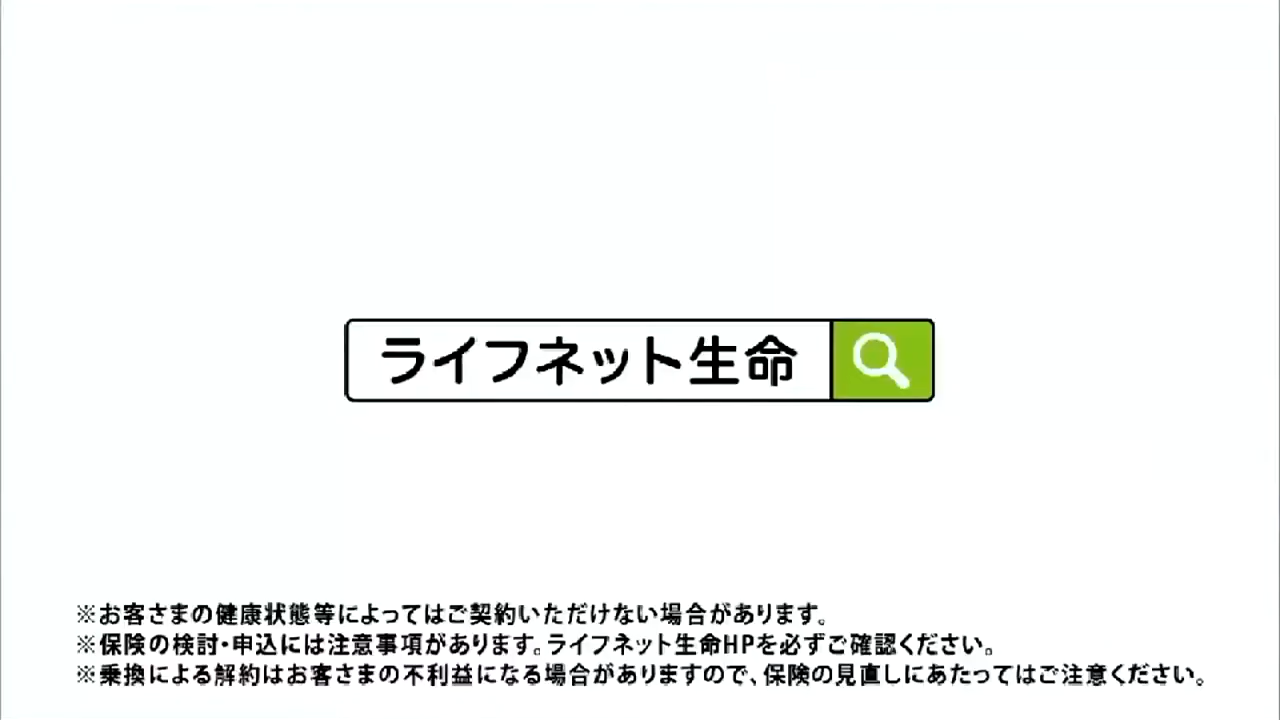 ライフネット生命
※お客さまの健康状態等によってはご契約いただけない場合があります。
※保険の検討・申込には注意事項があります。ライフネット生命HPを必ずご確認ください。
※乗換による解約はお客さまの不利益になる場合がありますので、保険の見直しにあたってはご注意ください。